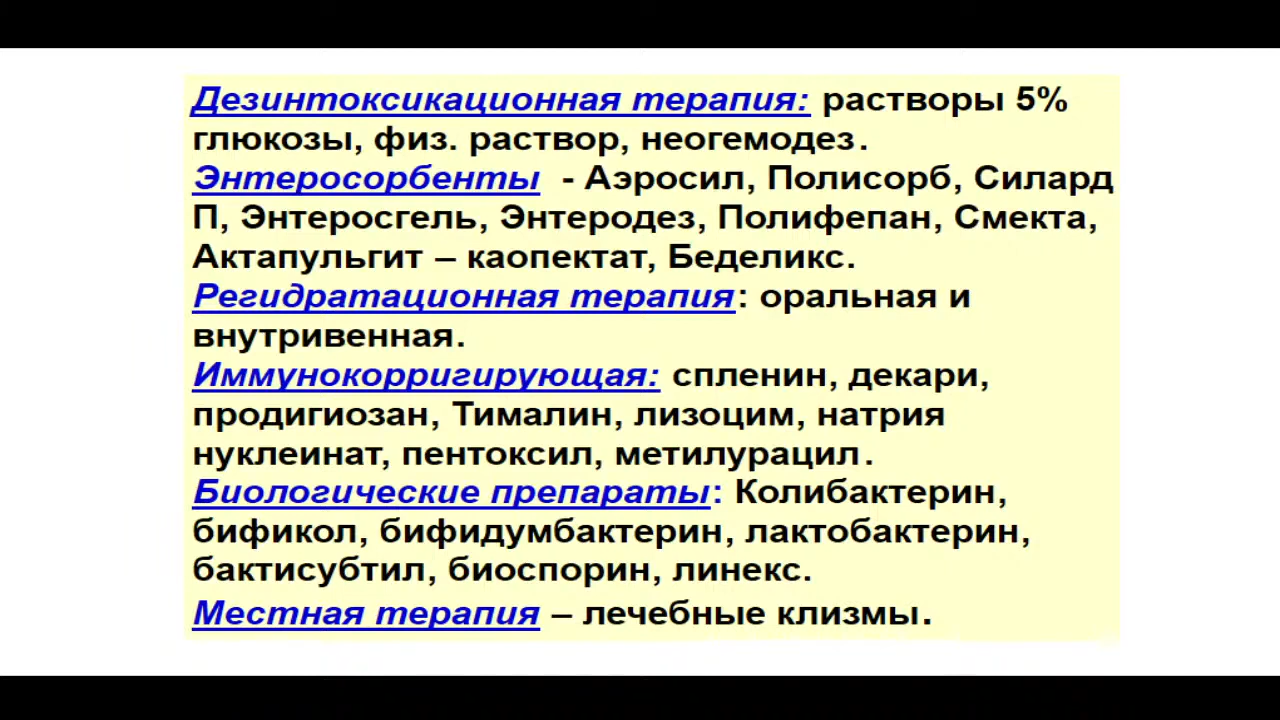 Дезинтоксикационная терапия: растворы 5%
глюкозы, физ. раствор, неогемодез.
Энтеросорбенты - Аэросил, Полисорб, Силард
П, Энтеросгель, Энтеродез, Полифепан, Смекта,
Актапульгит – каопектат, Беделикс.
Регидратационная терапия: оральная и
внутривенная.
Иммунокорригирующая: спленин, декари,
продигиозан, Тималин, лизоцим, натрия
нуклеинат, пентоксил, метилурацил.
Биологические препараты: Колибактерин,
бификол, бифидумбактерин, лактобактерин,
бактисубтил, биоспорин, линекс.
Местная терапия – лечебные клизмы.